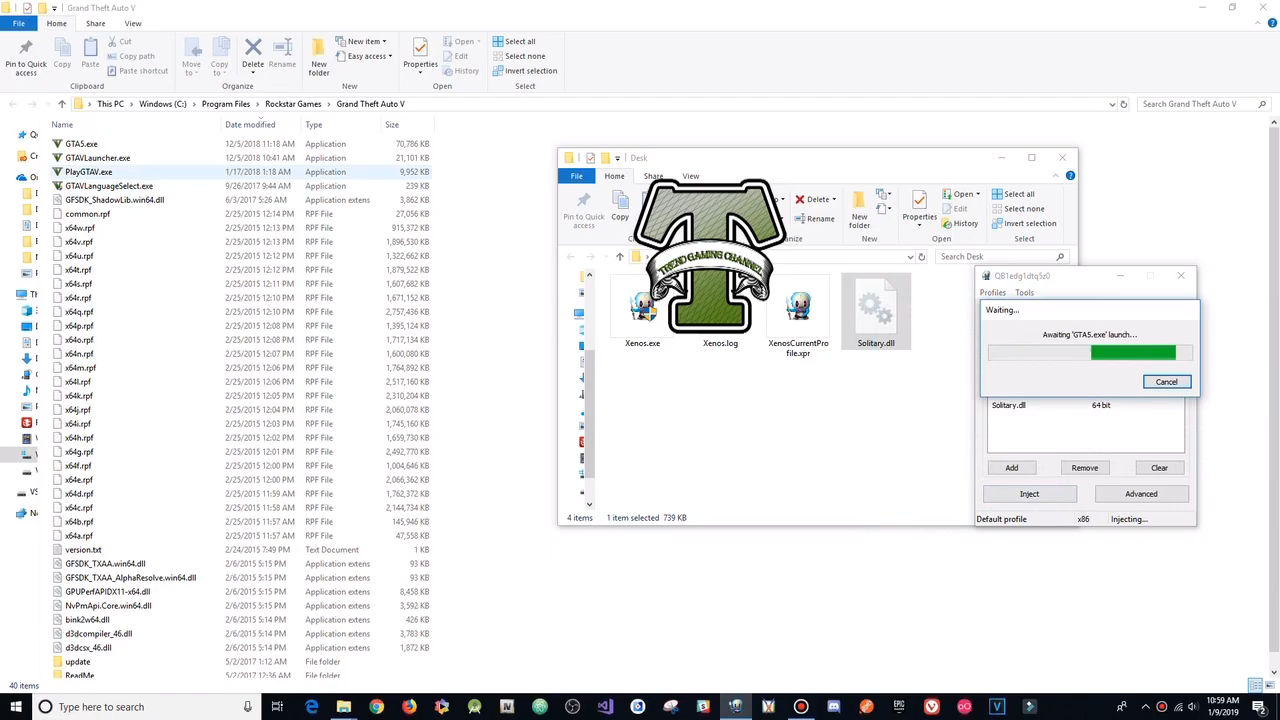 Grand Theft Auto V
File Home Share View
Pin to Quick access
Copy
Paste
Cut
Copy path
Paste shortcut
Move to
Copy to
Delete
Rename
New folder
New item
Easy access
Properties
Open
Edit
History
Select all
Select none
Invert selection
Clipboard Organize New Open Select
This PC > Windows (C:) > Program Files > Rockstar Games > Grand Theft Auto V
Search Grand Theft Auto V
Name Date modified Type Size
GTA5.exe 12/5/2018 11:18 AM Application 70,786 KB
GTAVLauncher.exe 12/5/2018 10:41 AM Application 21,101 KB
PlayGTAV.exe 1/17/2018 1:18 AM Application 9,952 KB
GTAVLanguageSelect.exe 9/26/2017 9:44 AM Application 239 KB
GFSDK_ShadowLib.win64.dll 6/3/2017 5:26 AM Application extens 3,862 KB
common.rpf 2/25/2015 12:14 PM RPF File 27,056 KB
x64w.rpf 2/25/2015 12:13 PM RPF File 915,372 KB
x64v.rpf 2/25/2015 12:13 PM RPF File 1,896,530 KB
x64u.rpf 2/25/2015 12:13 PM RPF File 1,322,662 KB
x64t.rpf 2/25/2015 12:13 PM RPF File 1,879,522 KB
x64s.rpf 2/25/2015 12:11 PM RPF File 1,607,682 KB
x64r.rpf 2/25/2015 12:10 PM RPF File 1,671,152 KB
x64q.rpf 2/25/2015 12:10 PM RPF File 2,757,436 KB
x64p.rpf 2/25/2015 12:09 PM RPF File 1,395,124 KB
x64o.rpf 2/25/2015 12:08 PM RPF File 1,717,134 KB
x64n.rpf 2/25/2015 12:07 PM RPF File 1,600,080 KB
x64m.rpf 2/25/2015 12:07 PM RPF File 1,764,892 KB
x64l.rpf 2/25/2015 12:06 PM RPF File 2,517,160 KB
x64k.rpf 2/25/2015 12:05 PM RPF File 2,310,204 KB
x64j.rpf 2/25/2015 12:04 PM RPF File 2,060,078 KB
x64i.rpf 2/25/2015 12:03 PM RPF File 1,745,160 KB
x64h.rpf 2/25/2015 12:02 PM RPF File 1,659,730 KB
x64g.rpf 2/25/2015 12:01 PM RPF File 2,492,770 KB
x64f.rpf 2/25/2015 12:00 PM RPF File 1,004,646 KB
x64e.rpf 2/25/2015 12:00 PM RPF File 2,066,362 KB
x64d.rpf 2/25/2015 11:59 AM RPF File 1,762,372 KB
x64c.rpf 2/25/2015 11:58 AM RPF File 2,144,734 KB
x64b.rpf 2/25/2015 11:57 AM RPF File 145,946 KB
x64a.rpf 2/25/2015 11:57 AM RPF File 47,558 KB
version.txt 2/24/2015 7:49 PM Text Document 1 KB
GFSDK_TXAA.win64.dll 2/6/2015 5:15 PM Application extens 93 KB
GFSDK_TXAA_AlphaResolve.win64.dll 2/6/2015 5:15 PM Application extens 93 KB
GPUPerfAPIDX11-x64.dll 2/6/2015 5:15 PM Application extens 8,458 KB
NvPmApi.Core.win64.dll 2/6/2015 5:15 PM Application extens 3,592 KB
bink2w64.dll 2/6/2015 5:14 PM Application extens 426 KB
d3dcompiler_46.dll 2/6/2015 5:14 PM Application extens 3,783 KB
d3dcsx_46.dll 2/6/2015 5:14 PM Application extens 1,872 KB
update 5/2/2017 1:12 AM File folder
ReadMe 5/2/2017 12:36 AM File folder
40 items
Desk
File Home Share View
Pin to Quick access
Copy
Delete
Rename
New folder
Properties
Open
Edit
History
Select all
Select none
Invert selection
New Open Select
Search Desk
TREND GAMING CHANNEL
Xenos.exe
Xenos.log
XenosCurrentPro
file.xpr
Solitary.dll
4 items 1 item selected 739 KB
QB1edg1dtq5z0
Profiles Tools
Waiting...
Awaiting 'GTA5.exe' launch...
Cancel
Solitary.dll 64 bit
Add Remove Clear
Inject Advanced
Default profile x86 Injecting...
Type here to search
10:59 AM
1/9/2019